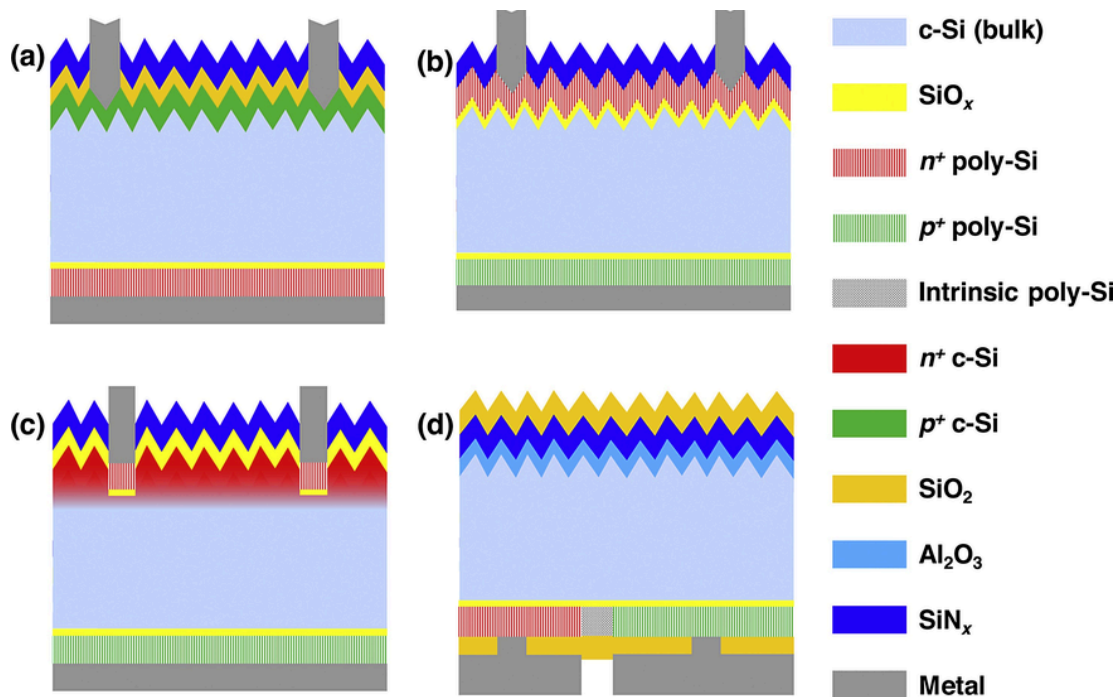 (a)
(b)
(c)
(d)
c-Si (bulk)
SiOₓ
n⁺ poly-Si
p⁺ poly-Si
Intrinsic poly-Si
n⁺ c-Si
p⁺ c-Si
SiO₂
Al₂O₃
SiNₓ
Metal